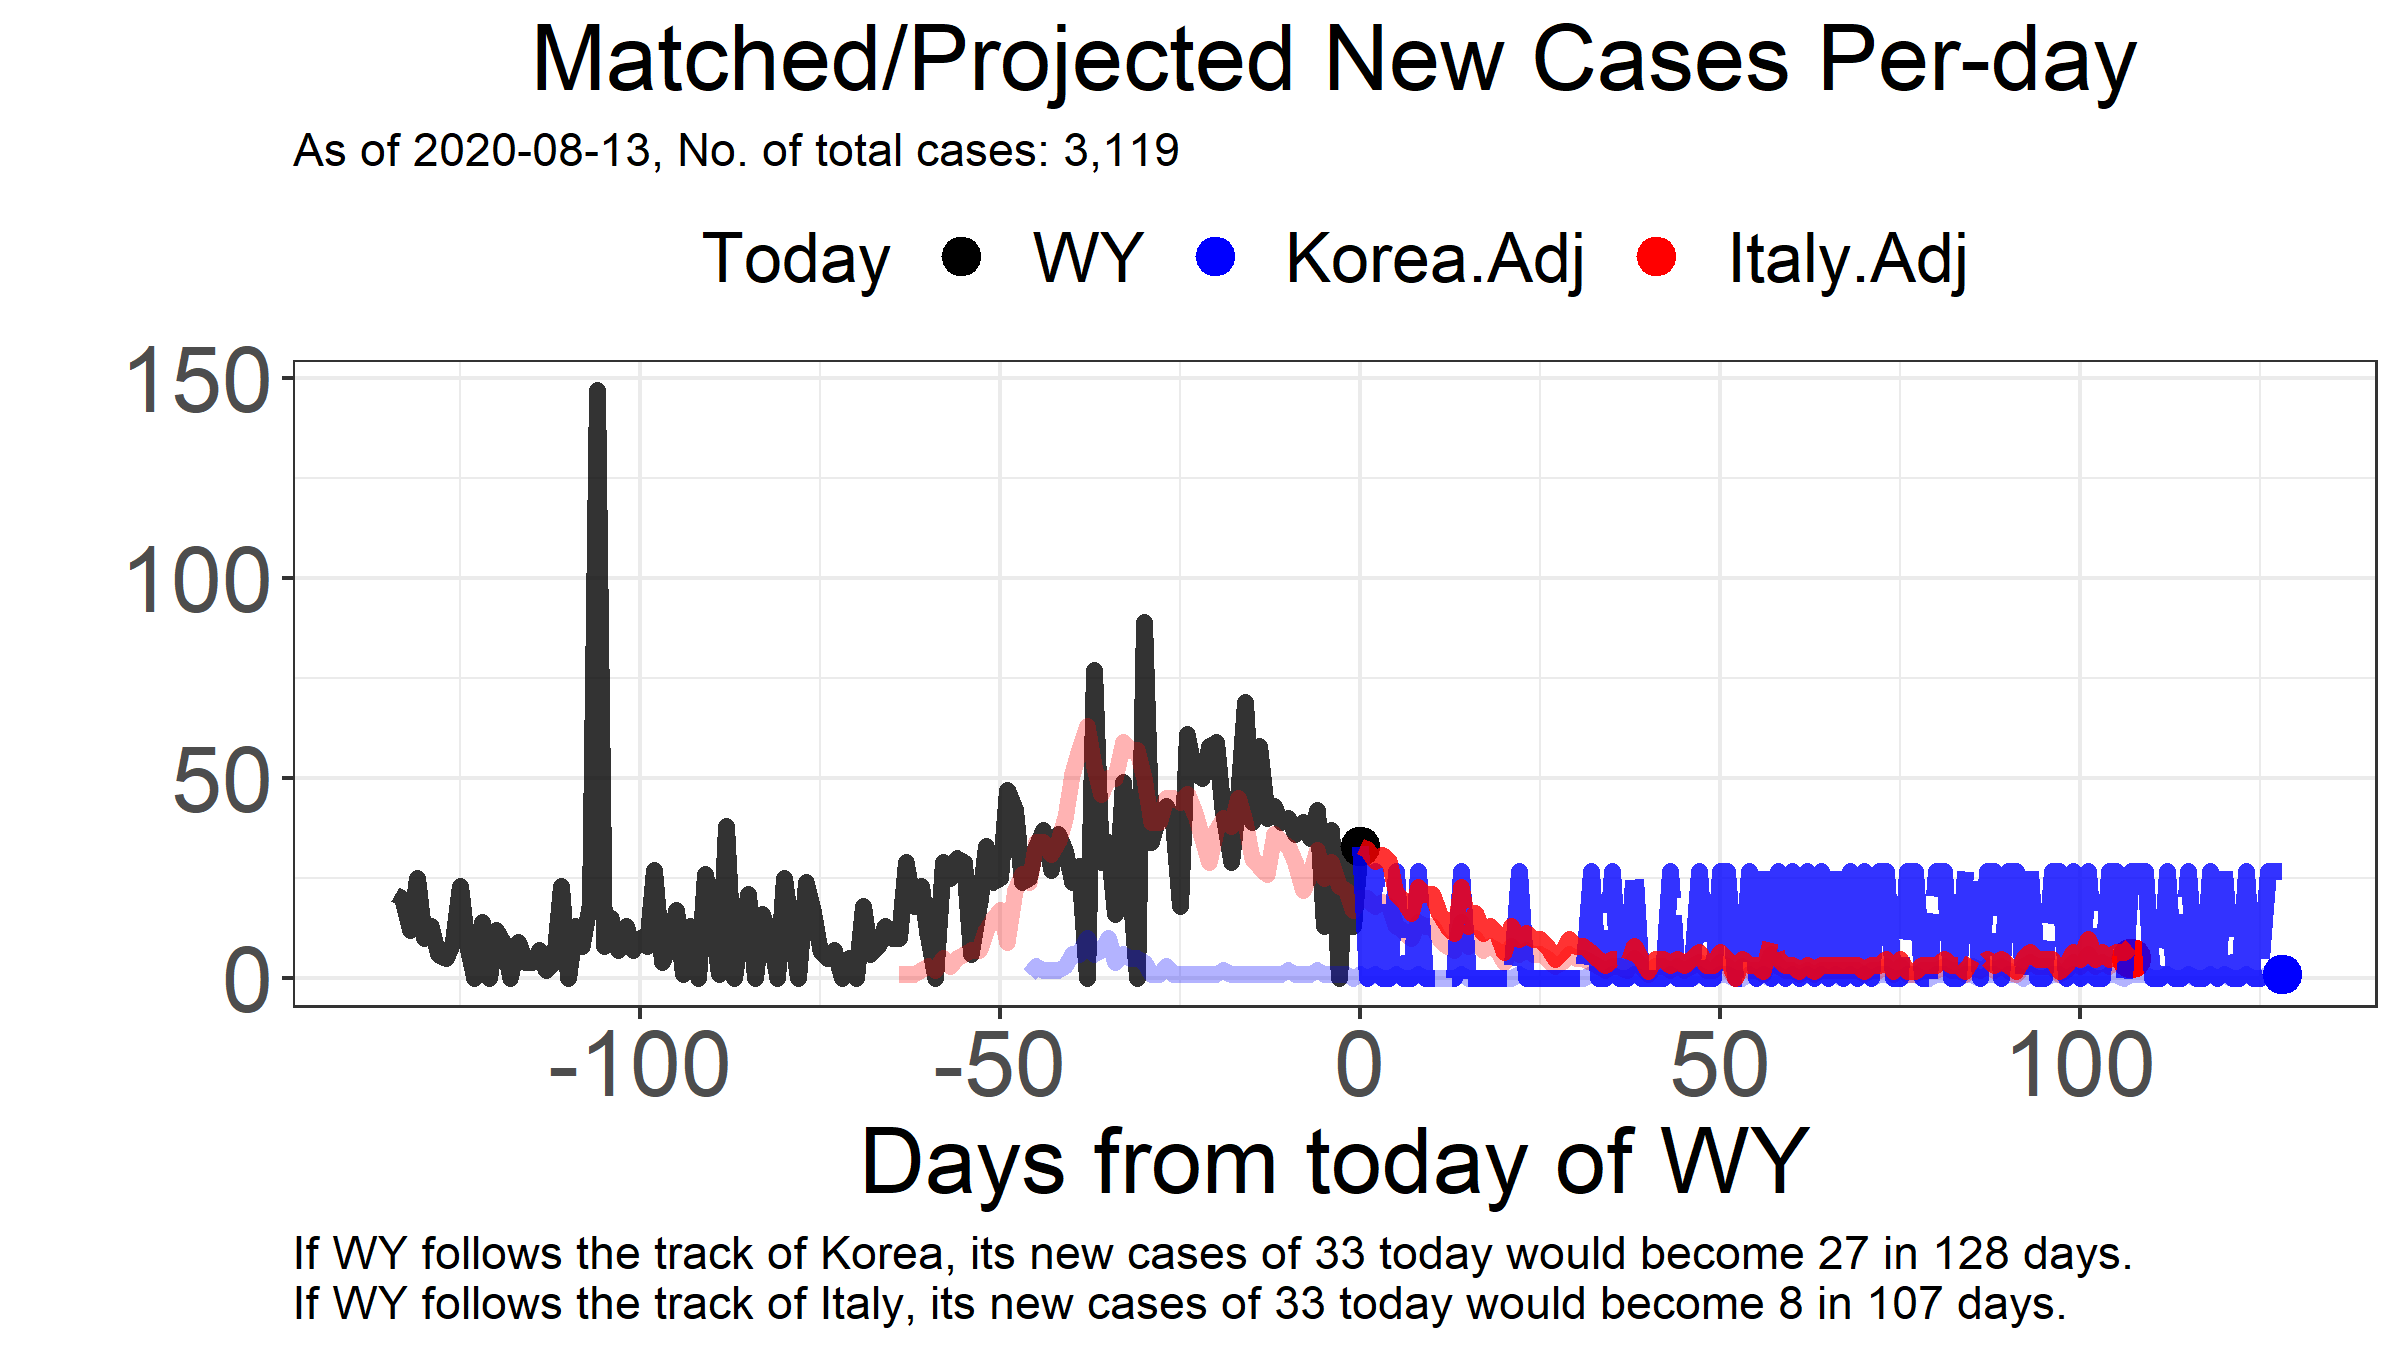 Matched/Projected New Cases Per-day
As of 2020-08-13, No. of total cases: 3,119
Today WY Korea.Adj Italy.Adj
150
100
50
0
-100 -50 0 50 100
Days from today of WY
If WY follows the track of Korea, its new cases of 33 today would become 27 in 128 days.
If WY follows the track of Italy, its new cases of 33 today would become 8 in 107 days.